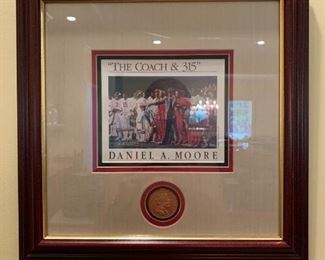 "THE COACH & 315"
DANIEL A. MOORE